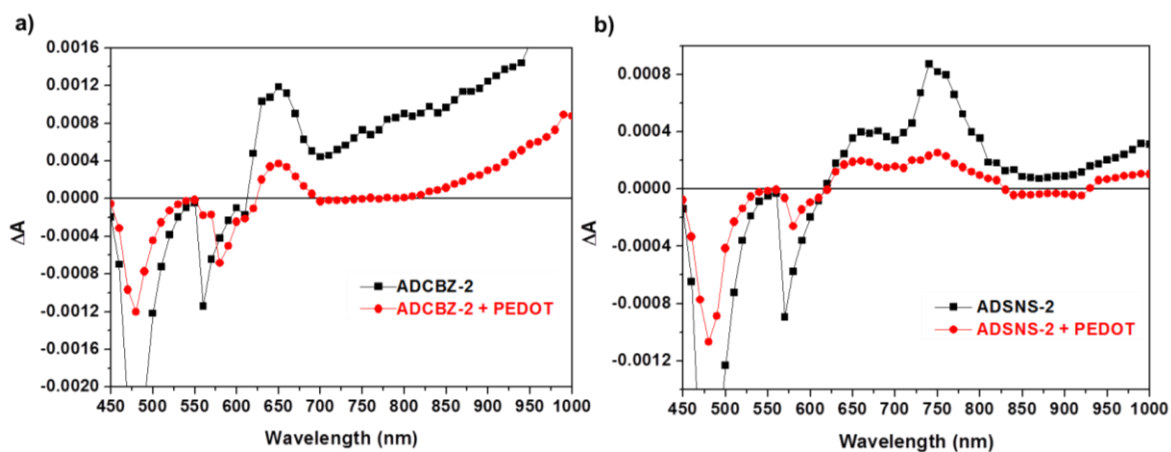 a)
0.0016
0.0012
0.0008
0.0004
0.0000
-0.0004
-0.0008
-0.0012
-0.0016
-0.0020
ΔA
ADCBZ-2
ADCBZ-2 + PEDOT
450 500 550 600 650 700 750 800 850 900 950 1000
Wavelength (nm)
b)
0.0008
0.0004
0.0000
-0.0004
-0.0008
-0.0012
ΔA
ADSNS-2
ADSNS-2 + PEDOT
450 500 550 600 650 700 750 800 850 900 950 1000
Wavelength (nm)